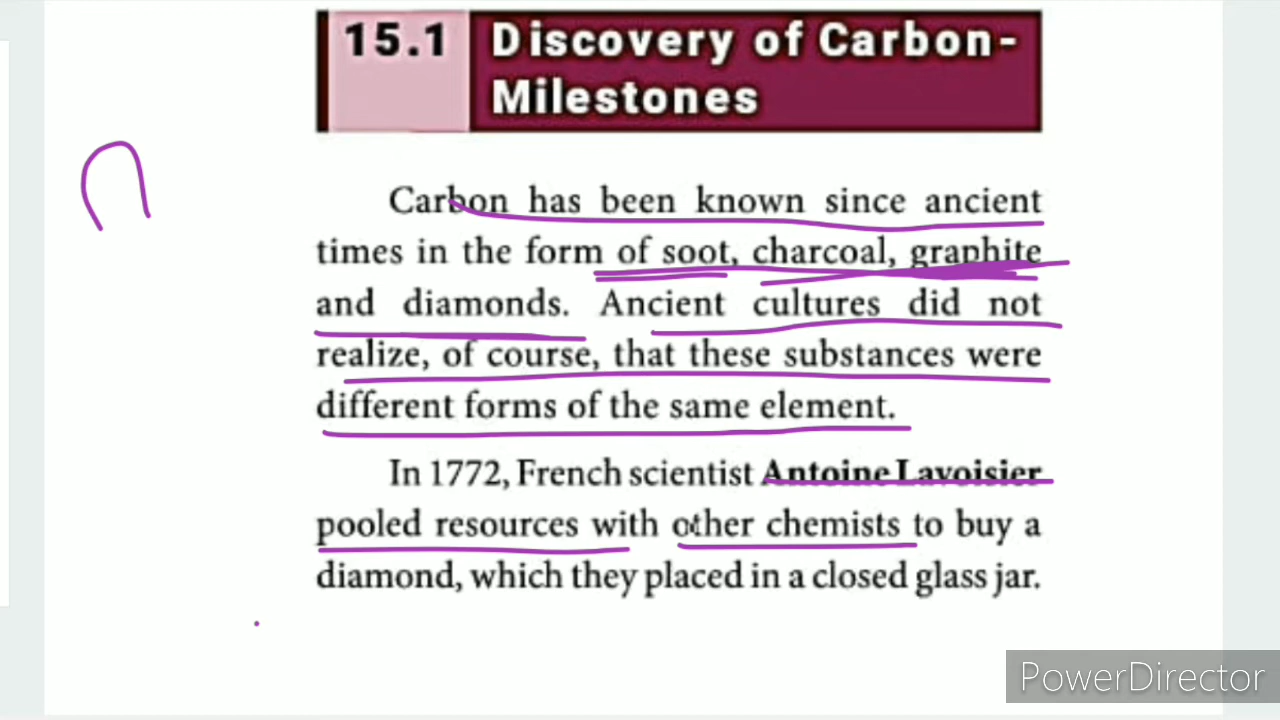 15.1 Discovery of Carbon-
Milestones
Carbon has been known since ancient
times in the form of soot, charcoal, graphite
and diamonds. Ancient cultures did not
realize, of course, that these substances were
different forms of the same element.
In 1772, French scientist Antoine Lavoisier
pooled resources with other chemists to buy a
diamond, which they placed in a closed glass jar.
PowerDirector